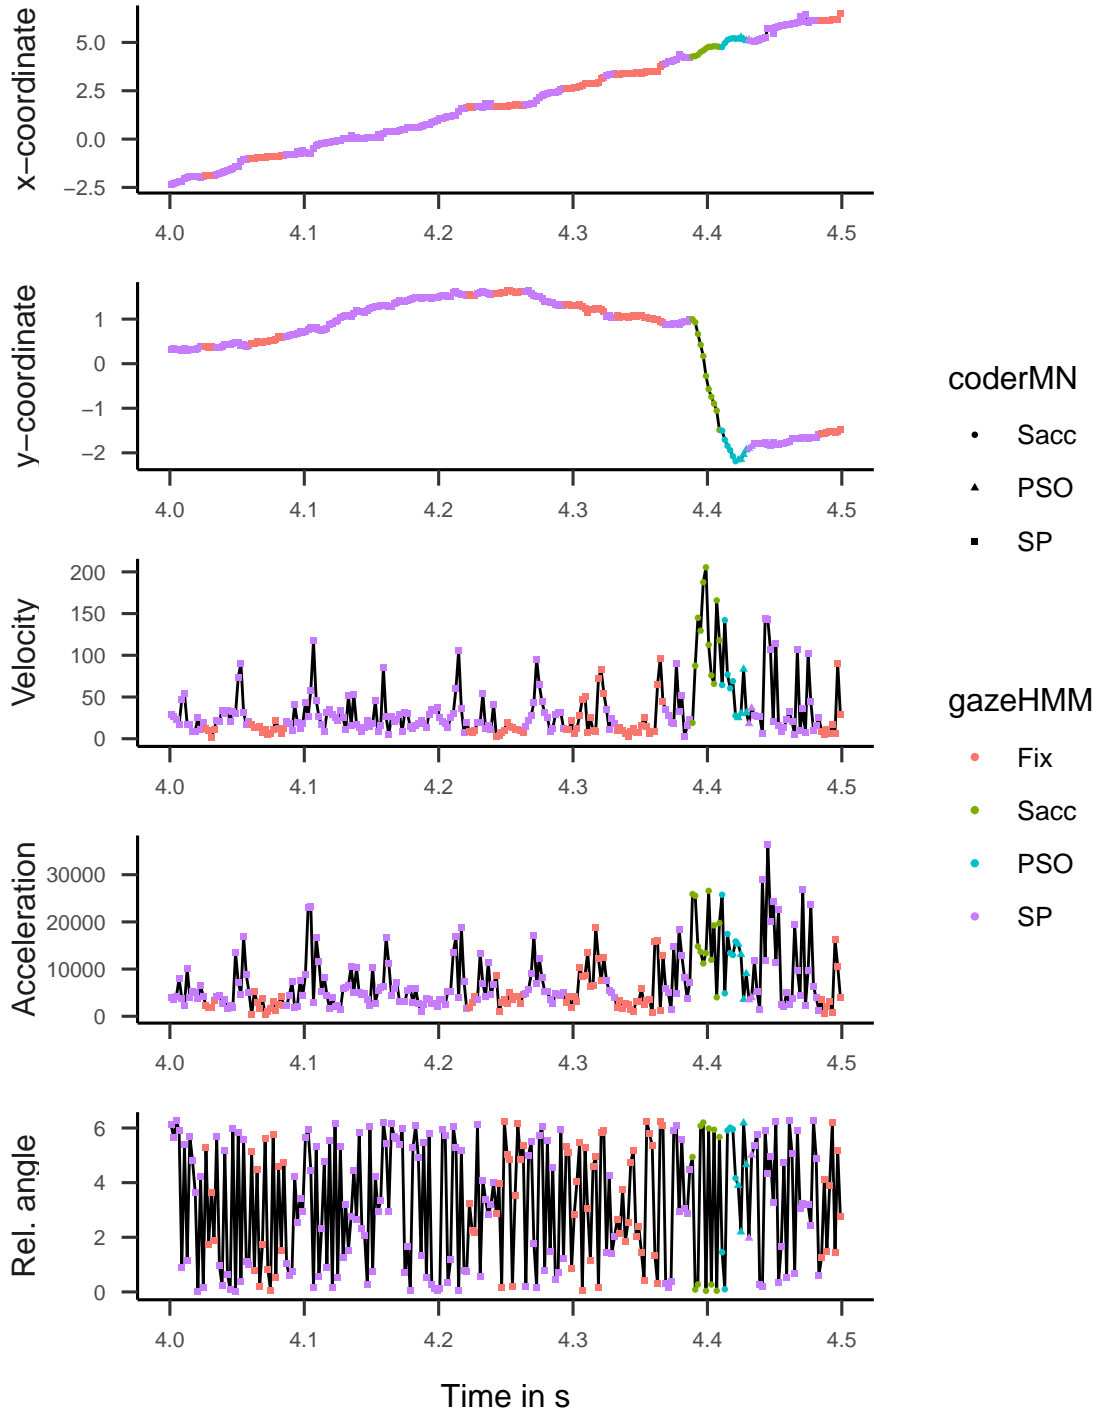 x−coordinate
5.0
2.5
0.0
−2.5
4.0 4.1 4.2 4.3 4.4 4.5
y−coordinate
1
0
−1
−2
4.0 4.1 4.2 4.3 4.4 4.5
Velocity
200
150
100
50
0
4.0 4.1 4.2 4.3 4.4 4.5
Acceleration
30000
20000
10000
0
4.0 4.1 4.2 4.3 4.4 4.5
Rel. angle
6
4
2
0
4.0 4.1 4.2 4.3 4.4 4.5
Time in s
coderMN
Sacc
PSO
SP
gazeHMM
Fix
Sacc
PSO
SP